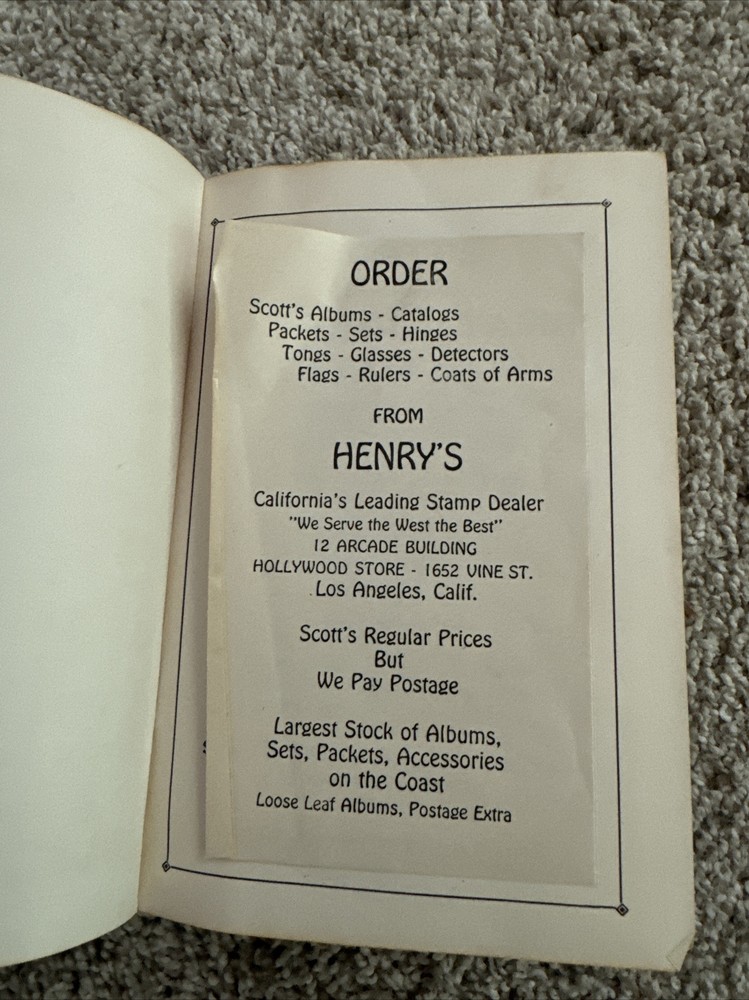 ORDER
Scott's Albums - Catalogs
Packets - Sets - Hinges
Tongs - Glasses - Detectors
Flags - Rulers - Coats of Arms
FROM
HENRY'S
California's Leading Stamp Dealer
"We Serve the West the Best"
12 ARCADE BUILDING
HOLLYWOOD STORE - 1652 VINE ST.
Los Angeles, Calif.
Scott's Regular Prices
But
We Pay Postage
Largest Stock of Albums,
Sets, Packets, Accessories
on the Coast
Loose Leaf Albums, Postage Extra